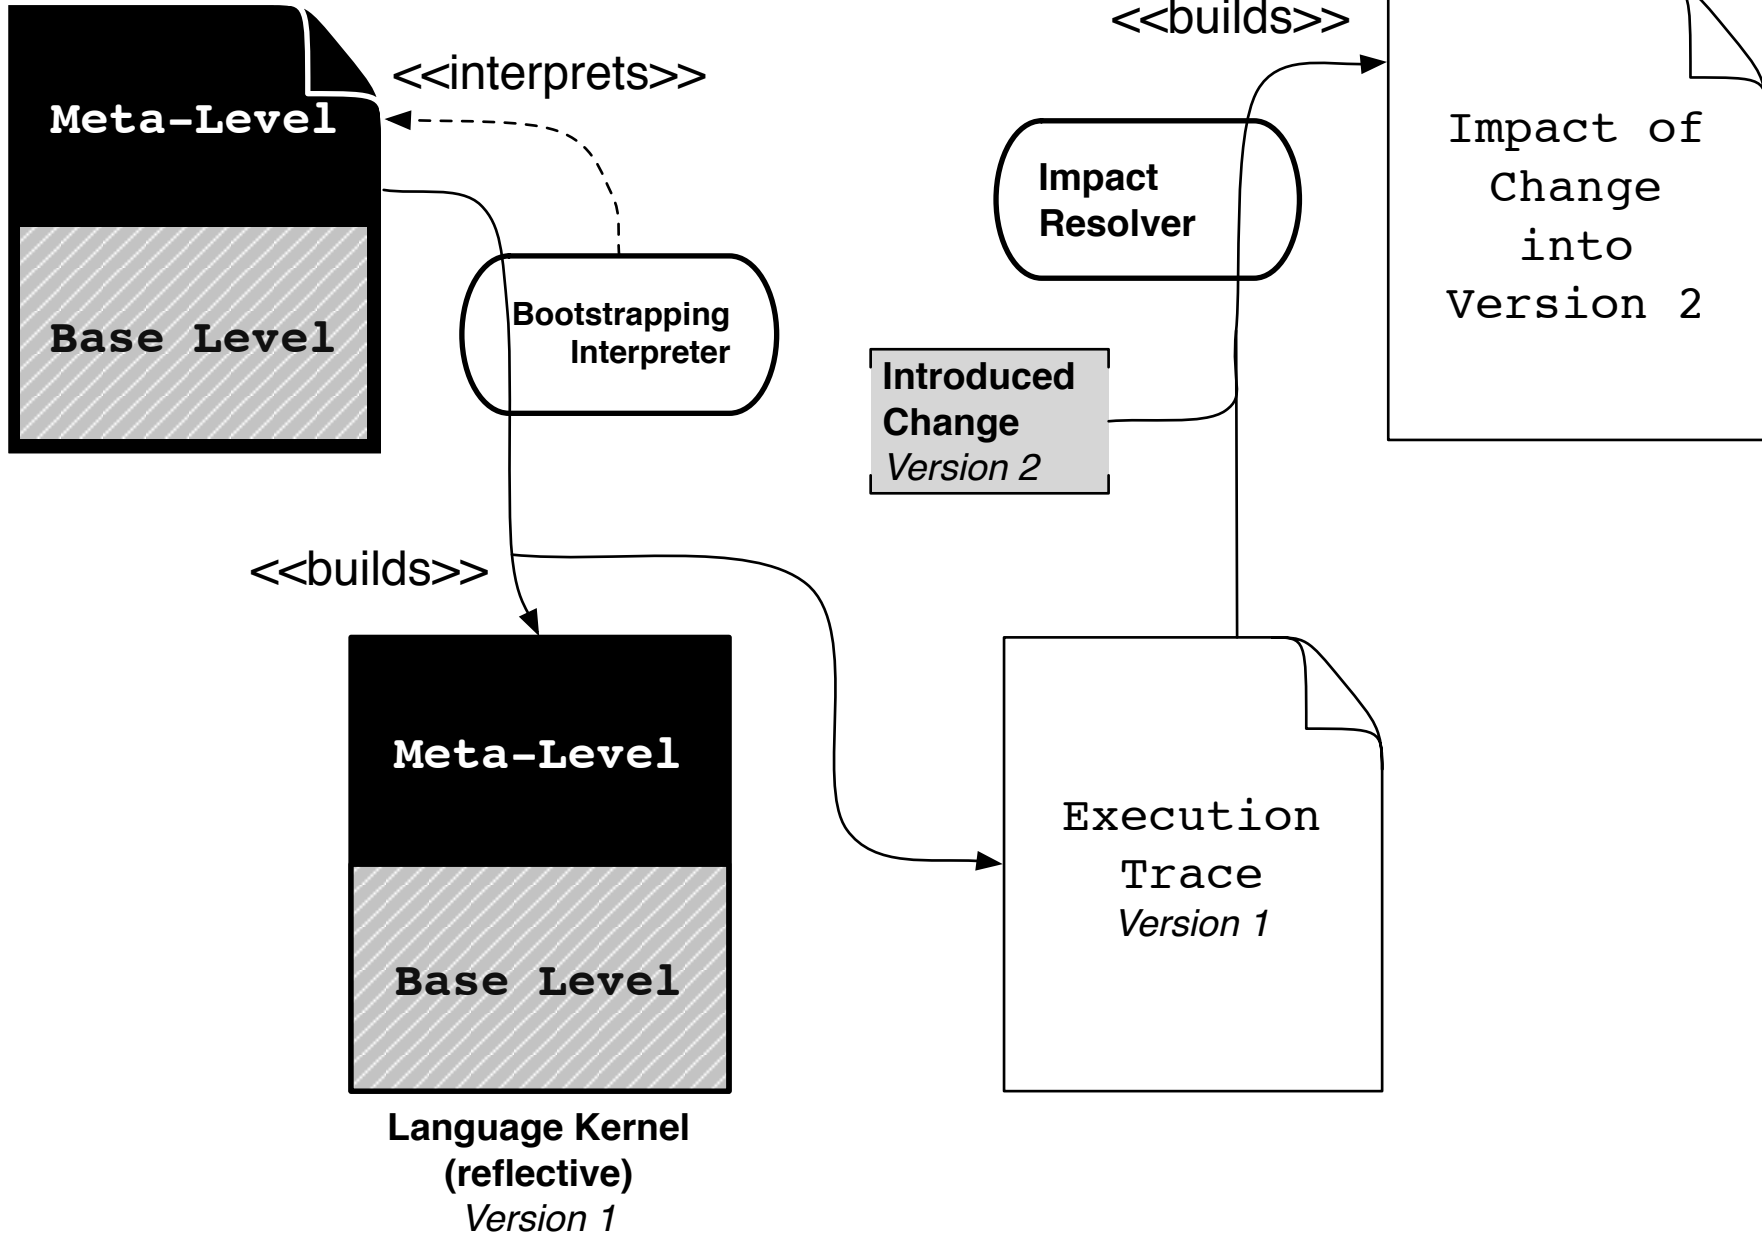 <<builds>>
<<interprets>>
Meta-Level
Base Level
Bootstrapping
Interpreter
Impact
Resolver
Impact of
Change
into
Version 2
Introduced
Change
Version 2
<<builds>>
Meta-Level
Base Level
Language Kernel
(reflective)
Version 1
Execution
Trace
Version 1